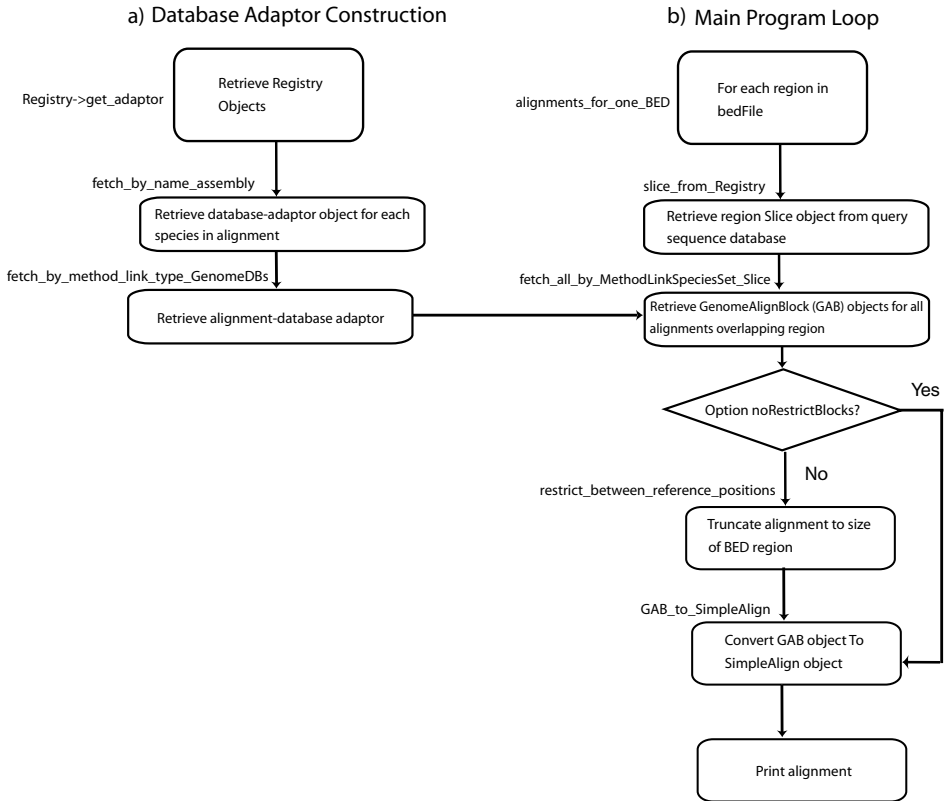 a) Database Adaptor Construction
Retrieve Registry
Objects
Registry->get_adaptor
fetch_by_name_assembly
Retrieve database-adaptor object for each
species in alignment
fetch_by_method_link_type_GenomeDBs
Retrieve alignment-database adaptor
b) Main Program Loop
For each region in
bedFile
alignments_for_one_BED
slice_from_Registry
Retrieve region Slice object from query
sequence database
fetch_all_by_MethodLinkSpeciesSet_Slice
Retrieve GenomeAlignBlock (GAB) objects for all
alignments overlapping region
Option noRestrictBlocks?
Yes
No
restrict_between_reference_positions
Truncate alignment to size
of BED region
GAB_to_SimpleAlign
Convert GAB object To
SimpleAlign object
Print alignment